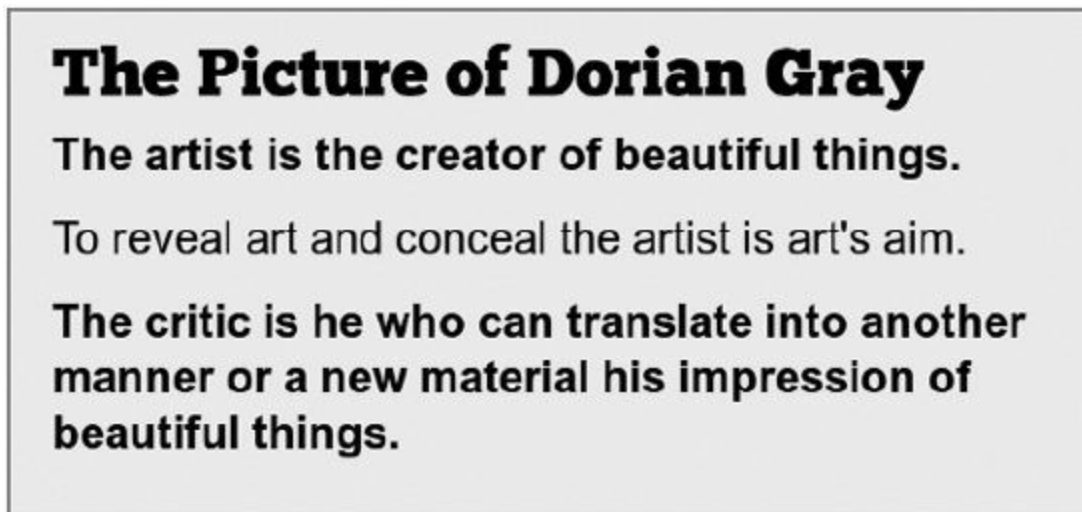 The Picture of Dorian Gray
The artist is the creator of beautiful things.
To reveal art and conceal the artist is art's aim.
The critic is he who can translate into another
manner or a new material his impression of
beautiful things.